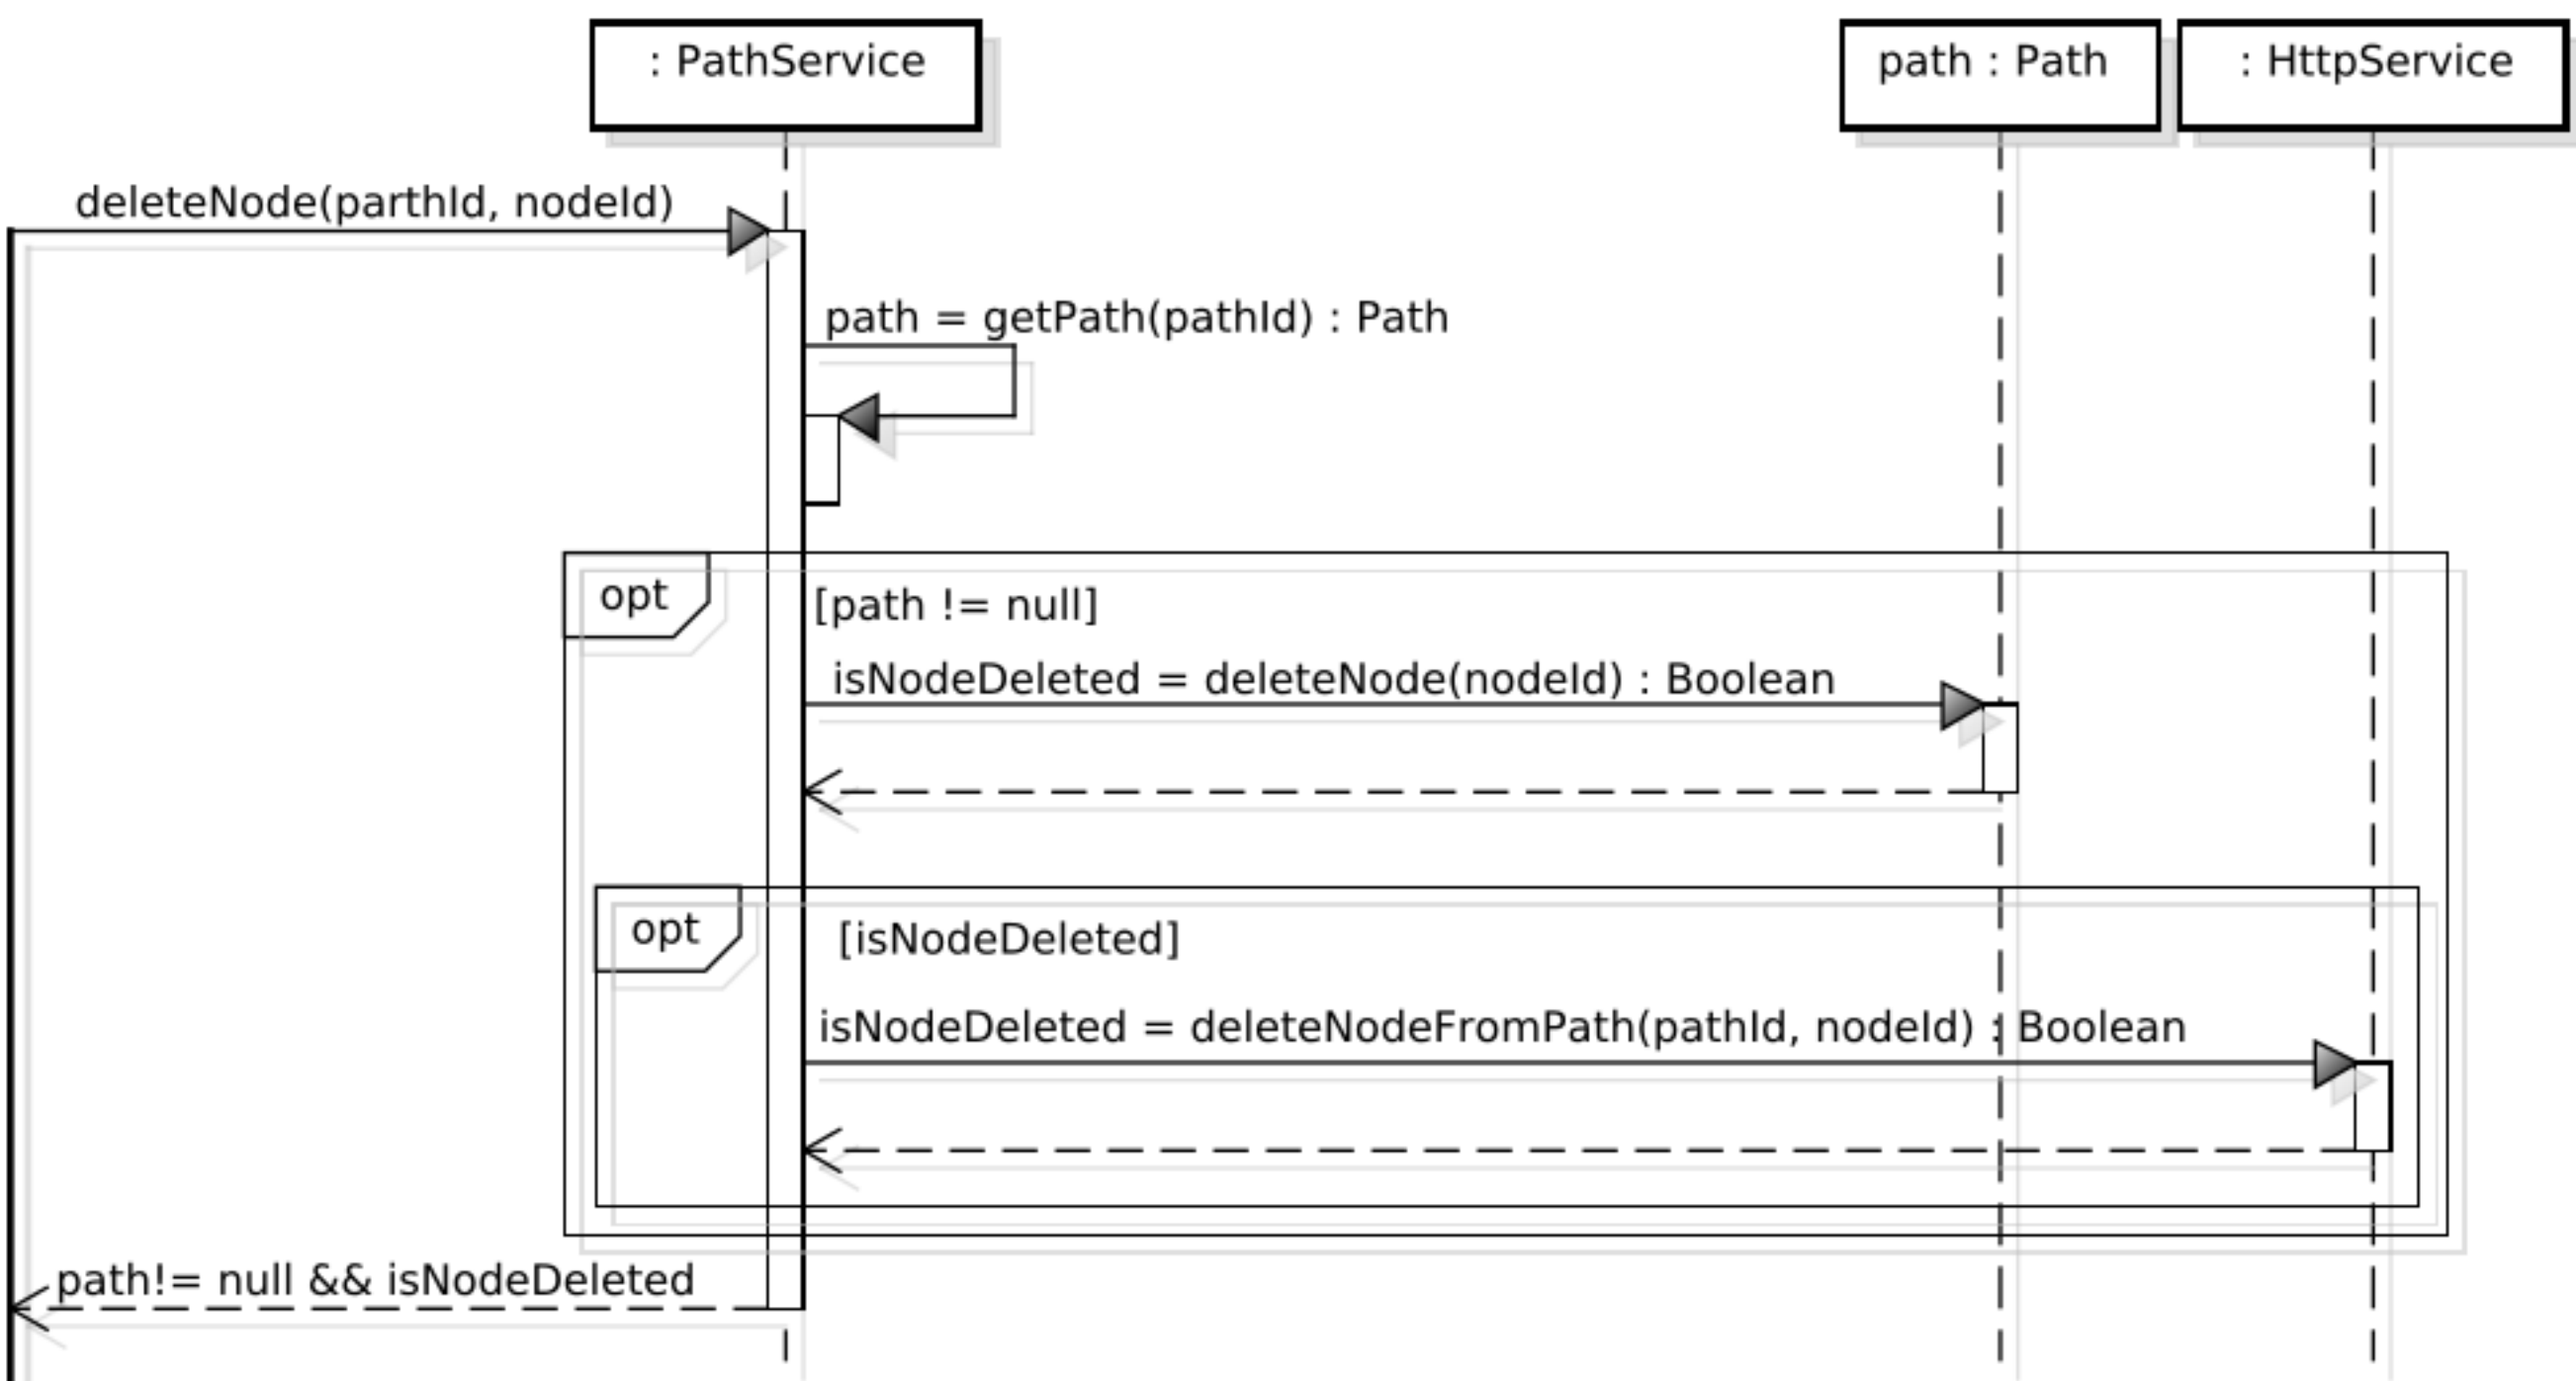 : PathService
path : Path
: HttpService
deleteNode(parthId, nodeId)
path = getPath(pathId) : Path
opt
[path != null]
isNodeDeleted = deleteNode(nodeId) : Boolean
opt
[isNodeDeleted]
isNodeDeleted = deleteNodeFromPath(pathId, nodeId) : Boolean
path!= null && isNodeDeleted